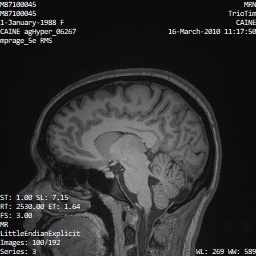 M87100045
MRN
M87100045
TrioTim
1-January-1988 F
CAINE
CAINE agHyper_06267
16-March-2010 11:17:50
mprage_5e RMS
ST: 1.00 SL: 7.15
TR: 2530.00 ET: 1.64
FS: 3.00
MR
LittleEndianExplicit
Images: 100/192
Series: 3
WL: 269 WW: 589